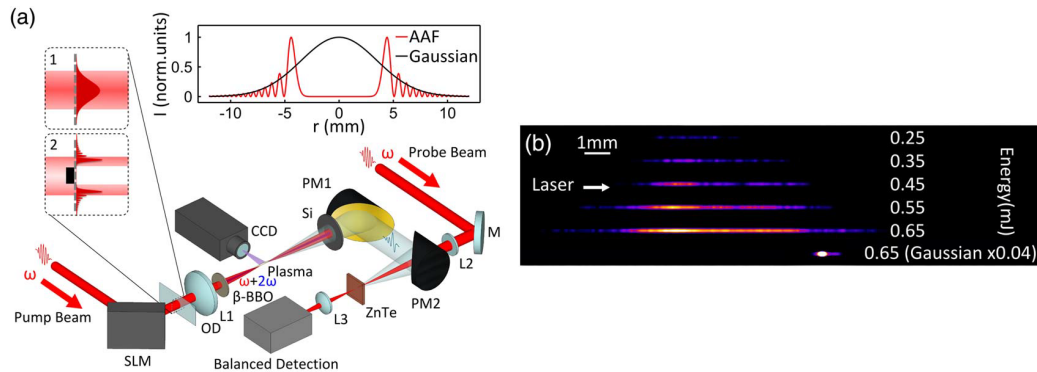 (a)
1
2
I (norm.units)
1
0.5
0
AAF
Gaussian
-10
-5
0
5
10
r (mm)
ω
Probe Beam
PM1
Si
CCD
M
L2
Plasma
ω+2ω
β-BBO
PM2
ω
L1
L3
ZnTe
Pump Beam
OD
SLM
Balanced Detection
(b)
1mm
Laser
0.25
0.35
0.45
0.55
0.65
0.65 (Gaussian x0.04)
Energy(mJ)